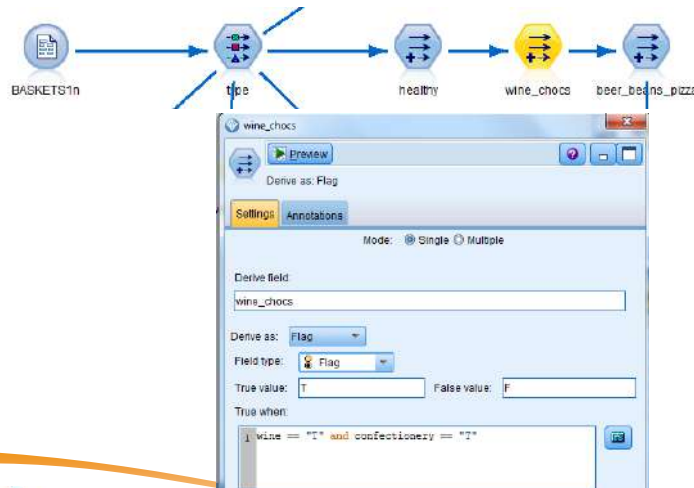 BASKETS1n
type
healthy
wine_chocs
beer_beans_pizza
wine_chocs
Preview
Derive as: Flag
Settings Annotations
Mode: Single Multiple
Derive field:
wine_chocs
Derive as: Flag
Field type: Flag
True value: T False value: F
True when:
1 wine == "T" and confectionery == "T"